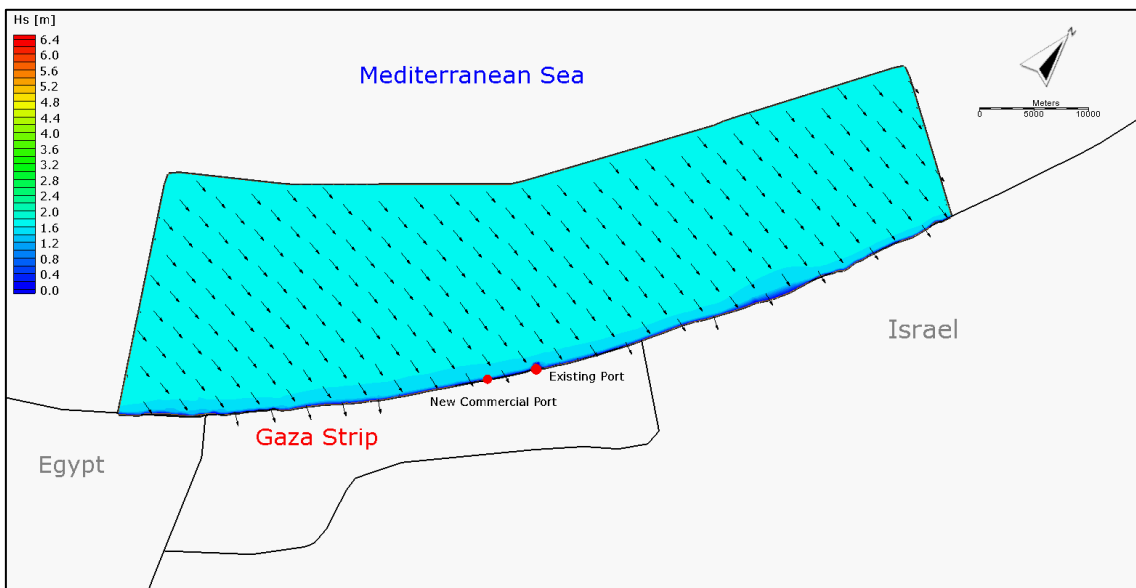 Hs [m]
6.4
6.0
5.6
5.2
4.8
4.4
4.0
3.6
3.2
2.8
2.4
2.0
1.6
1.2
0.8
0.4
0.0
Mediterranean Sea
N
Meters
0 5000 10000
Israel
Existing Port
New Commercial Port
Gaza Strip
Egypt